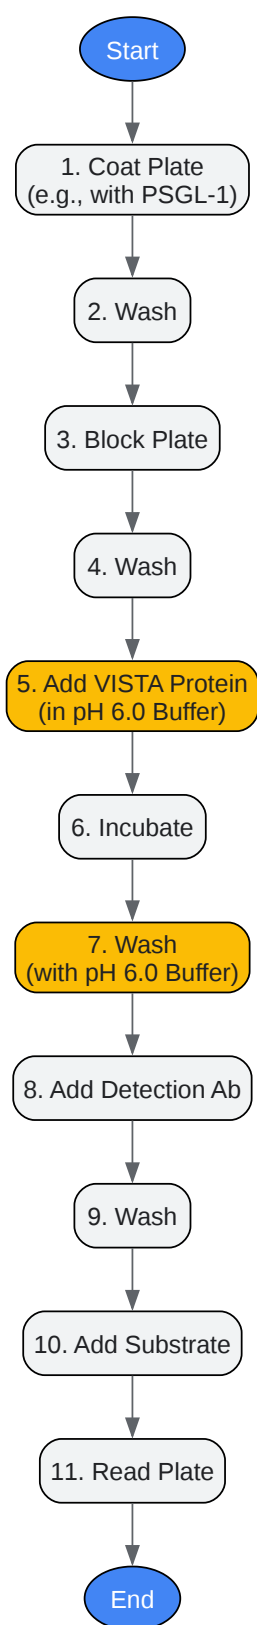 Start
1. Coat Plate
(e.g., with PSGL-1)
2. Wash
3. Block Plate
4. Wash
5. Add VISTA Protein
(in pH 6.0 Buffer)
6. Incubate
7. Wash
(with pH 6.0 Buffer)
8. Add Detection Ab
9. Wash
10. Add Substrate
11. Read Plate
End